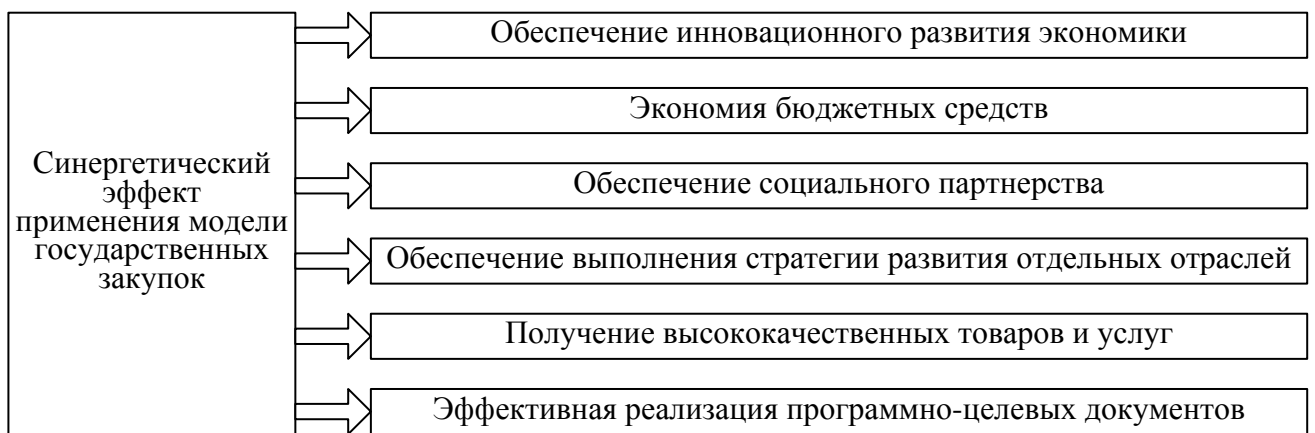 Синергетический
эффект
применения модели
государственных
закупок
Обеспечение инновационного развития экономики
Экономия бюджетных средств
Обеспечение социального партнерства
Обеспечение выполнения стратегии развития отдельных отраслей
Получение высококачественных товаров и услуг
Эффективная реализация программно-целевых документов